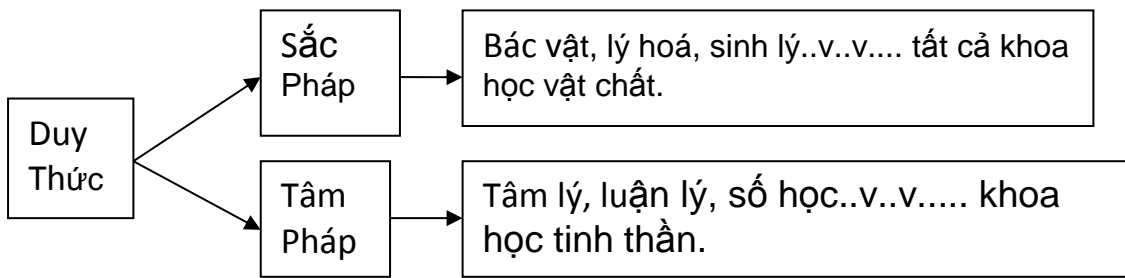 Duy
Thức
Sắc
Pháp
Bác vật, lý hoá, sinh lý..v..v.... tất cả khoa
học vật chất.
Tâm
Pháp
Tâm lý, luận lý, số học..v..v..... khoa
học tinh thần.